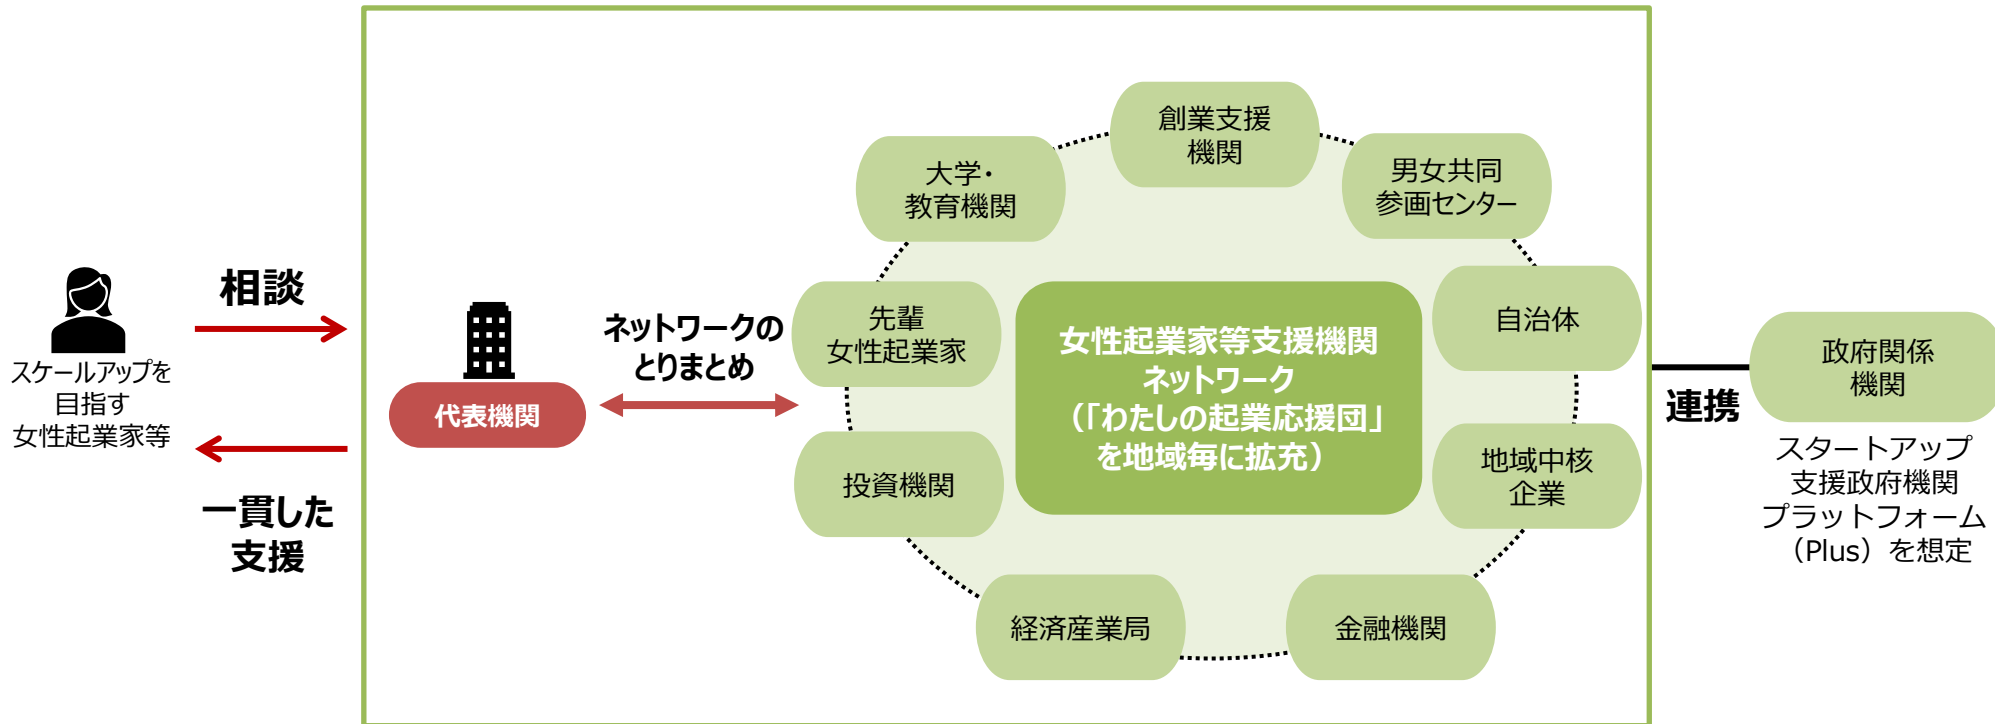 スケールアップを
目指す
女性起業家等
相談
一貫した
支援
代表機関
ネットワークの
とりまとめ
創業支援
機関
大学・
教育機関
男女共同
参画センター
先輩
女性起業家
自治体
投資機関
地域中核
企業
経済産業局
金融機関
女性起業家等支援機関
ネットワーク
（「わたしの起業応援団」
を地域毎に拡充）
連携
政府関係
機関
スタートアップ
支援政府機関
プラットフォーム
（Plus）を想定